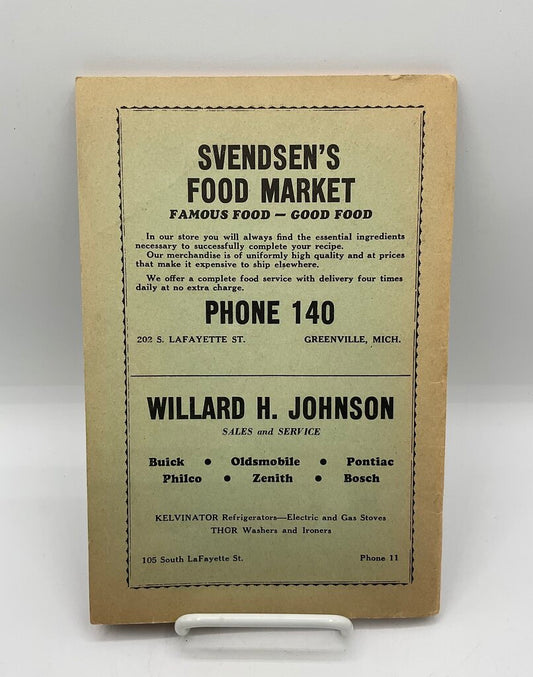 SVENDSEN'S
FOOD MARKET
FAMOUS FOOD — GOOD FOOD
In our store you will always find the essential ingredients
necessary to successfully complete your recipe.
Our merchandise is of uniformly high quality and at prices
that make it expensive to ship elsewhere.
We offer a complete food service with delivery four times
daily at no extra charge.
PHONE 140
202 S. LAFAYETTE ST. GREENVILLE, MICH.
WILLARD H. JOHNSON
SALES and SERVICE
Buick • Oldsmobile • Pontiac
Philco • Zenith • Bosch
KELVINATOR Refrigerators—Electric and Gas Stoves
THOR Washers and Ironers
105 South LaFayette St. Phone 11